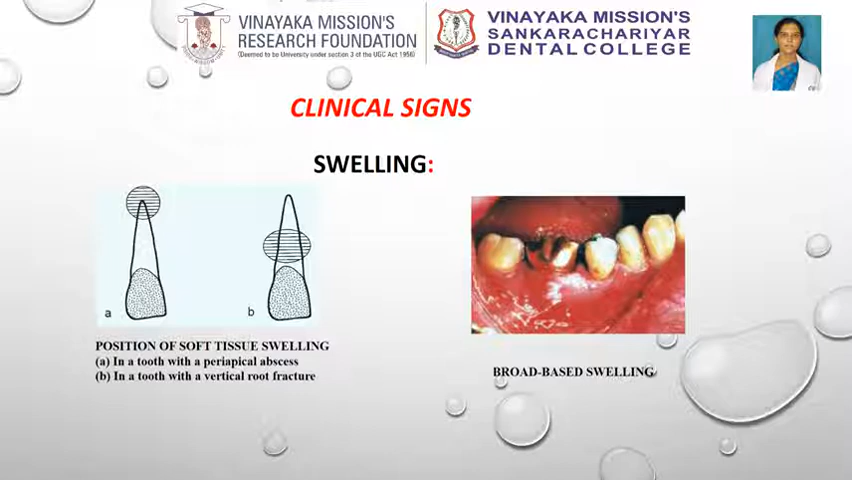 VINAYAKA MISSION'S
RESEARCH FOUNDATION
(Deemed to be University under section 3 of the UGC Act 1956)
VINAYAKA MISSION'S
SANKARACHARIYAR
DENTAL COLLEGE
CLINICAL SIGNS
SWELLING:
a
b
POSITION OF SOFT TISSUE SWELLING
(a) In a tooth with a periapical abscess
(b) In a tooth with a vertical root fracture
BROAD-BASED SWELLING